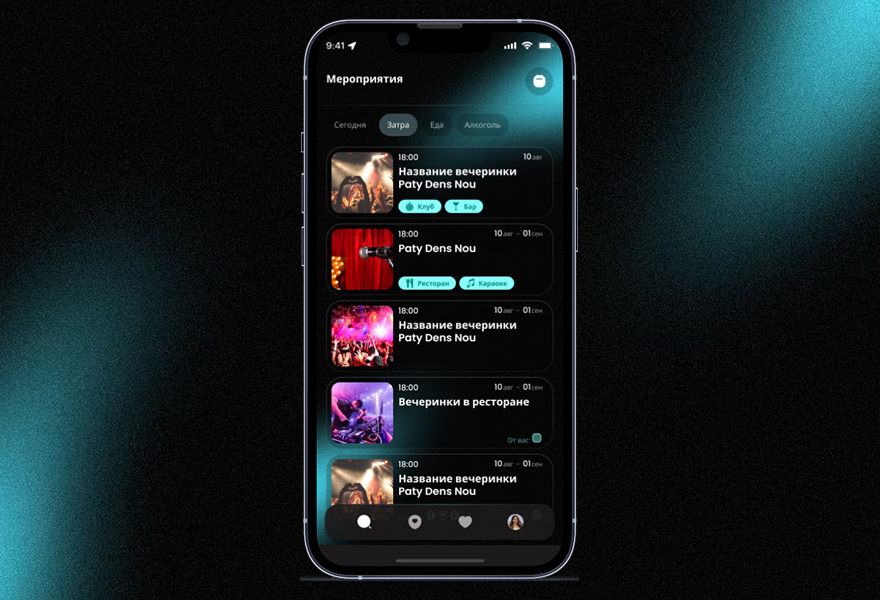 9:41
Мероприятия
Сегодня Затра Еда Алкоголь
18:00 10 авг
Название вечеринки
Paty Dens Nou
Клуб Бар
18:00 10 авг - 01 сен
Paty Dens Nou
Ресторан Караоке
18:00 10 авг - 01 сен
Название вечеринки
Paty Dens Nou
18:00 10 авг - 01 сен
Вечеринки в ресторане
От вас
18:00 10 авг - 01 сен
Название вечеринки
Paty Dens Nou